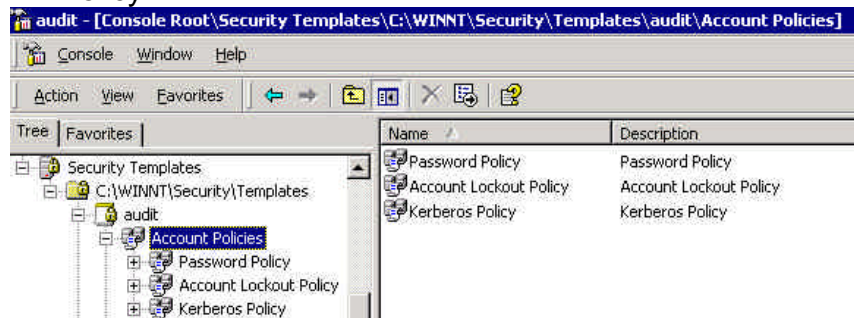 audit - [Console Root\Security Templates\C:\WINNT\Security\Templates\audit\Account Policies]
Console Window Help
Action View Favorites
Tree Favorites Name Description
Security Templates
C:\WINNT\Security\Templates
audit
Account Policies
Password Policy
Account Lockout Policy
Kerberos Policy
Password Policy Password Policy
Account Lockout Policy Account Lockout Policy
Kerberos Policy Kerberos Policy